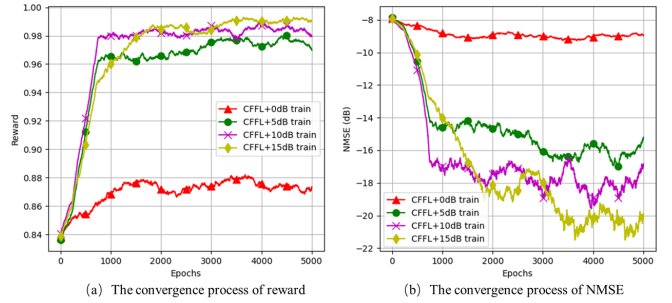 1.00
0.98
0.96
0.94
0.92
0.90
0.88
0.86
0.84
Reward
0 1000 2000 3000 4000 5000
Epochs
CFFL+0dB train
CFFL+5dB train
CFFL+10dB train
CFFL+15dB train
(a) The convergence process of reward
−8
−10
−12
−14
−16
−18
−20
−22
NMSE (dB)
0 1000 2000 3000 4000 5000
Epochs
CFFL+0dB train
CFFL+5dB train
CFFL+10dB train
CFFL+15dB train
(b) The convergence process of NMSE